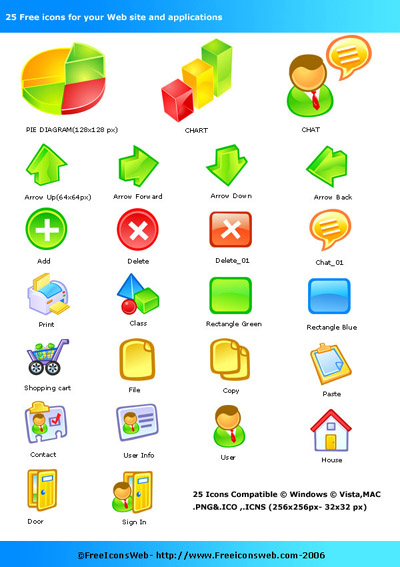 25 Free icons for your Web site and applications
PIE DIAGRAM(128x128 px)
CHART
CHAT
Arrow Up(64x64px)
Arrow Forward
Arrow Down
Arrow Back
Add
Delete
Delete_01
Chat_01
Print
Class
Rectangle Green
Rectangle Blue
Shopping cart
File
Copy
Paste
Contact
User Info
User
House
25 Icons Compatible © Windows © Vista,MAC
.PNG&.ICO ,.ICNS (256x256px- 32x32 px)
Door
Sign In
©FreeIconsWeb- http://www.Freeiconsweb.com-2006